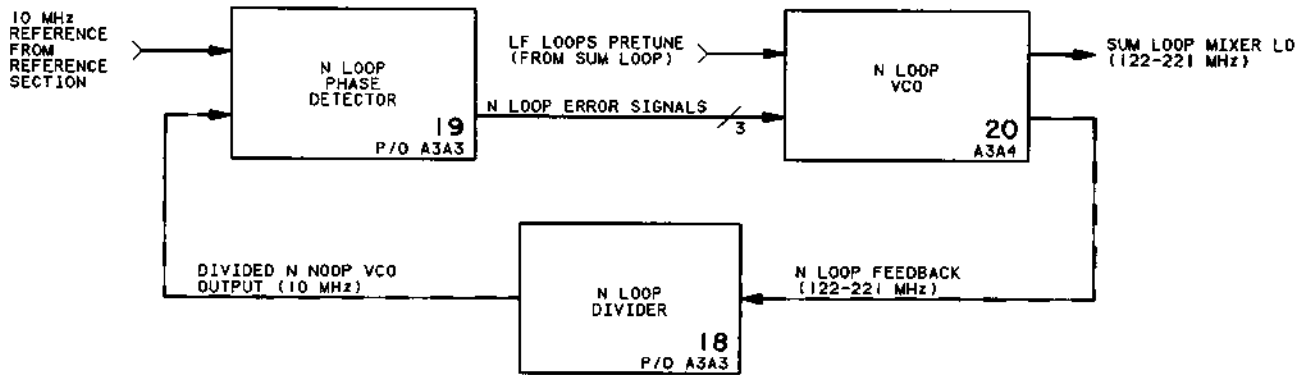 10 MHz
REFERENCE
FROM
REFERENCE
SECTION
N LOOP
PHASE
DETECTOR
19
P/O A3A3
LF LOOPS PRETUNE
(FROM SUM LOOP)
N LOOP ERROR SIGNALS
3
N LOOP
VCO
20
A3A4
SUM LOOP MIXER LO
(122-221 MHz)
DIVIDED N NOOP VCO
OUTPUT (10 MHz)
N LOOP
DIVIDER
18
P/O A3A3
N LOOP FEEDBACK
(122-221 MHz)